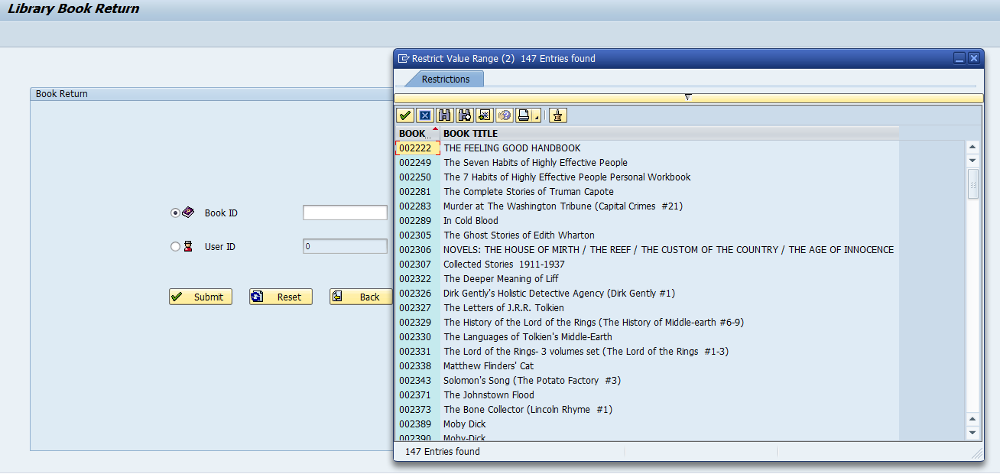 Library Book Return
Book Return
Book ID
User ID
0
Submit
Reset
Back
Restrict Value Range (2) 147 Entries found
Restrictions
BOOK... BOOK TITLE
002222 THE FEELING GOOD HANDBOOK
002249 The Seven Habits of Highly Effective People
002250 The 7 Habits of Highly Effective People Personal Workbook
002281 The Complete Stories of Truman Capote
002283 Murder at The Washington Tribune (Capital Crimes #21)
002289 In Cold Blood
002305 The Ghost Stories of Edith Wharton
002306 NOVELS: THE HOUSE OF MIRTH / THE REEF / THE CUSTOM OF THE COUNTRY / THE AGE OF INNOCENCE
002307 Collected Stories 1911-1937
002322 The Deeper Meaning of Liff
002326 Dirk Gently's Holistic Detective Agency (Dirk Gently #1)
002327 The Letters of J.R.R. Tolkien
002329 The History of the Lord of the Rings (The History of Middle-earth #6-9)
002330 The Languages of Tolkien's Middle-Earth
002331 The Lord of the Rings- 3 volumes set (The Lord of the Rings #1-3)
002338 Matthew Flinders' Cat
002343 Solomon's Song (The Potato Factory #3)
002371 The Johnstown Flood
002373 The Bone Collector (Lincoln Rhyme #1)
002389 Moby Dick
002390 Moby-Dick
147 Entries found